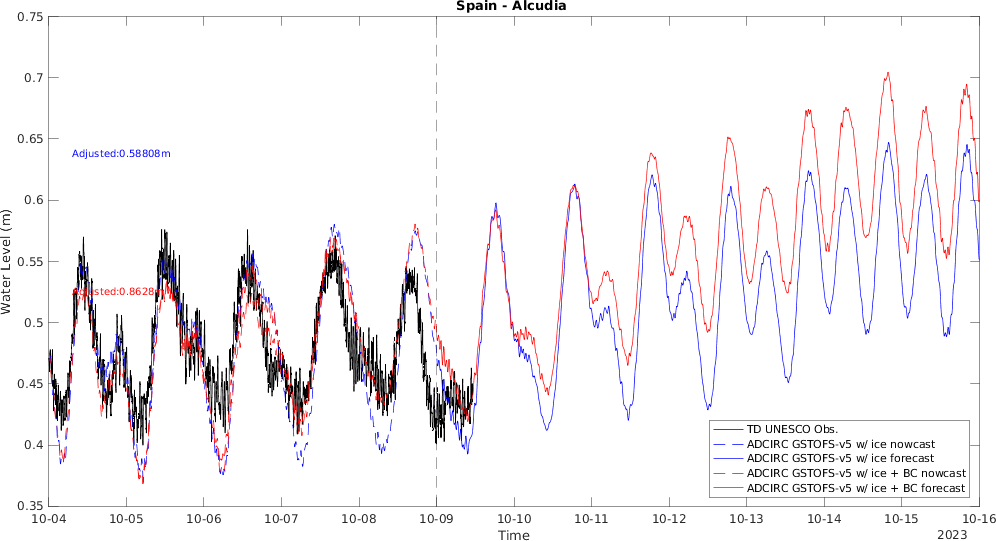 Spain - Alcudia
Water Level (m)
0.75
0.7
0.65
0.6
0.55
0.5
0.45
0.4
0.35
Adjusted:0.58808m
Adjusted:0.8628m
TD UNESCO Obs.
ADCIRC GSTOFS-v5 w/ ice nowcast
ADCIRC GSTOFS-v5 w/ ice forecast
ADCIRC GSTOFS-v5 w/ ice + BC nowcast
ADCIRC GSTOFS-v5 w/ ice + BC forecast
10-04 10-05 10-06 10-07 10-08 10-09 10-10 10-11 10-12 10-13 10-14 10-15 10-16
Time
2023